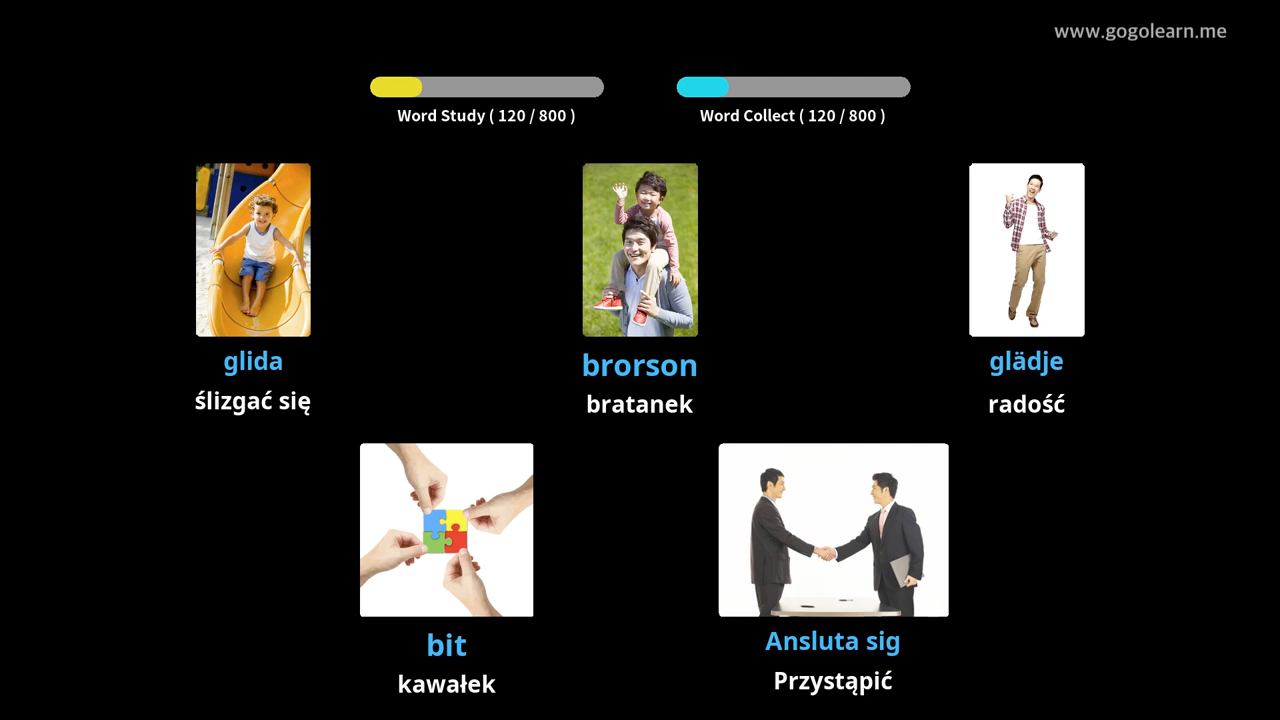 www.gogolearn.me
Word Study ( 120 / 800 )
Word Collect ( 120 / 800 )
glida
ślizgać się
brorson
bratanek
glädje
radość
bit
kawałek
Ansluta sig
Przystąpić